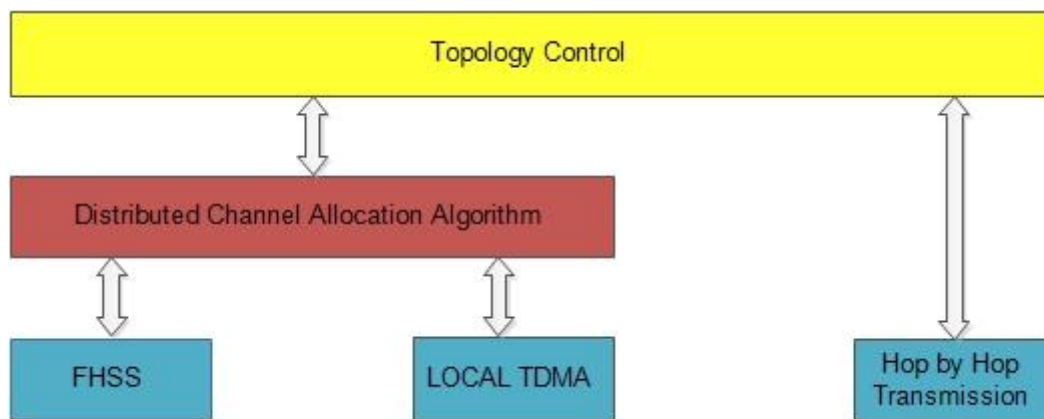 Topology Control
Distributed Channel Allocation Algorithm
FHSS
LOCAL TDMA
Hop by Hop
Transmission